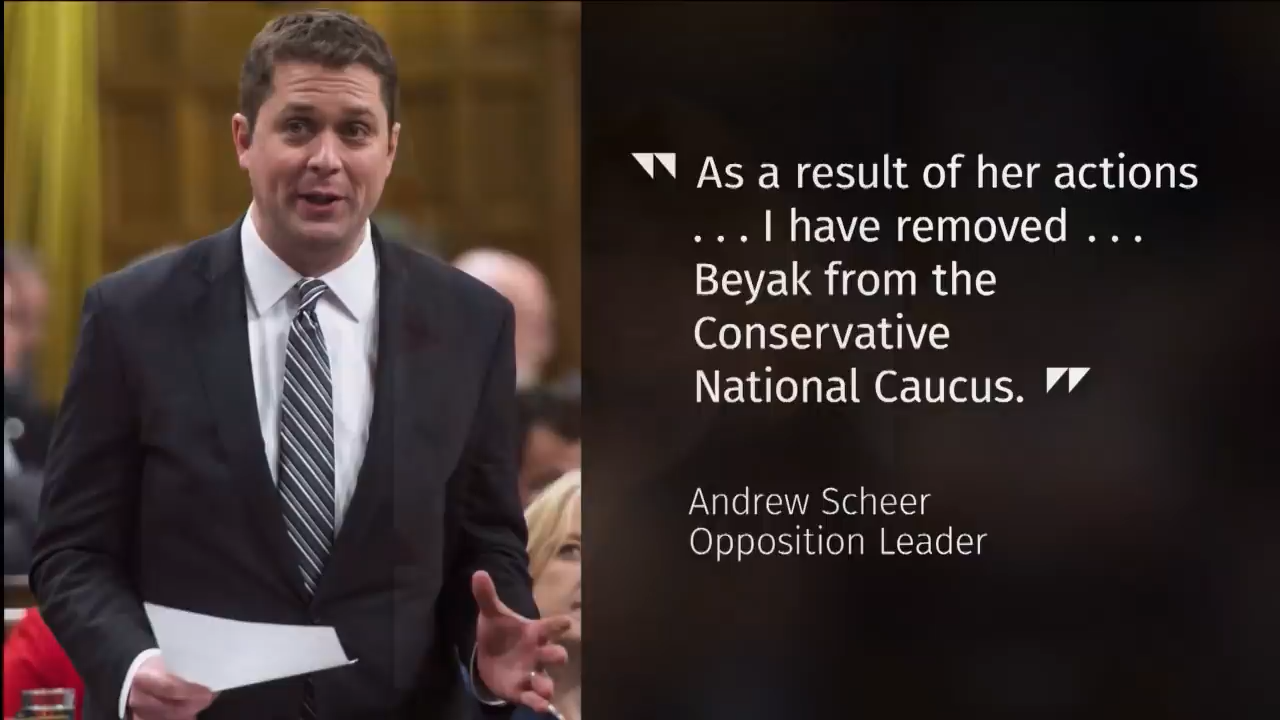 " As a result of her actions
. . . I have removed . . .
Beyak from the
Conservative
National Caucus. "
Andrew Scheer
Opposition Leader